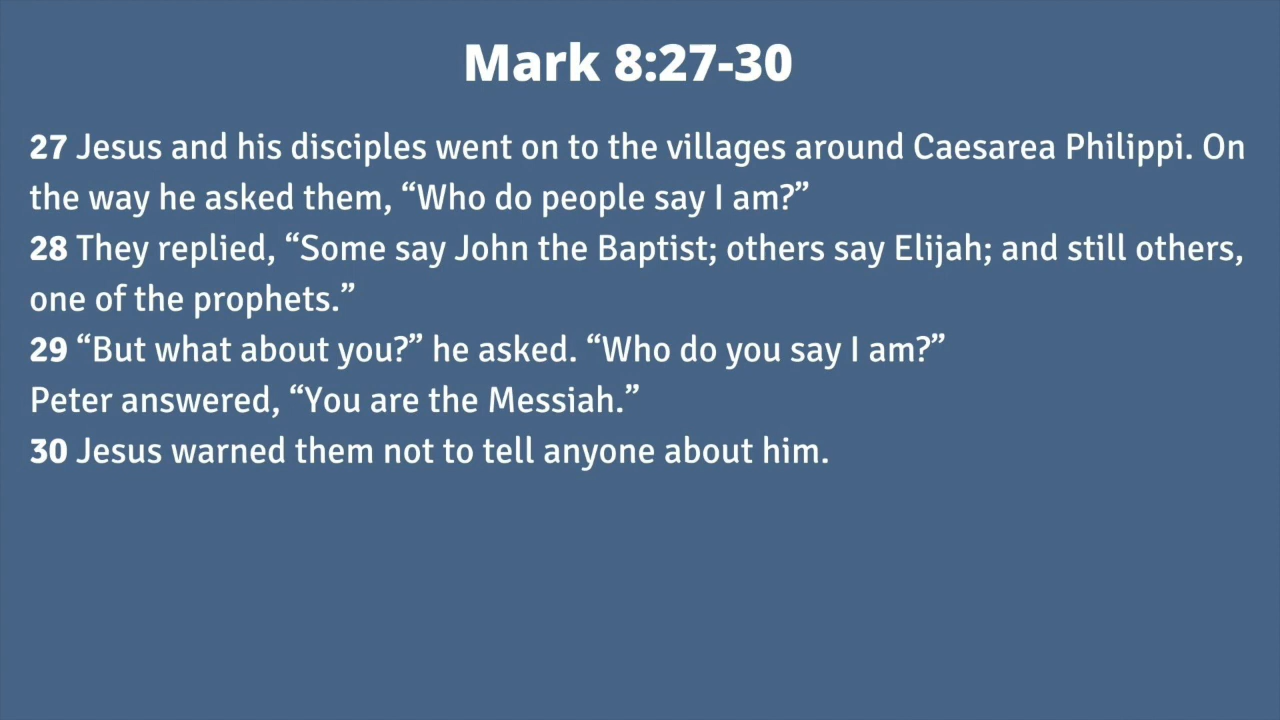 Mark 8:27-30
27 Jesus and his disciples went on to the villages around Caesarea Philippi. On
the way he asked them, “Who do people say I am?”
28 They replied, “Some say John the Baptist; others say Elijah; and still others,
one of the prophets.”
29 “But what about you?” he asked. “Who do you say I am?”
Peter answered, “You are the Messiah.”
30 Jesus warned them not to tell anyone about him.